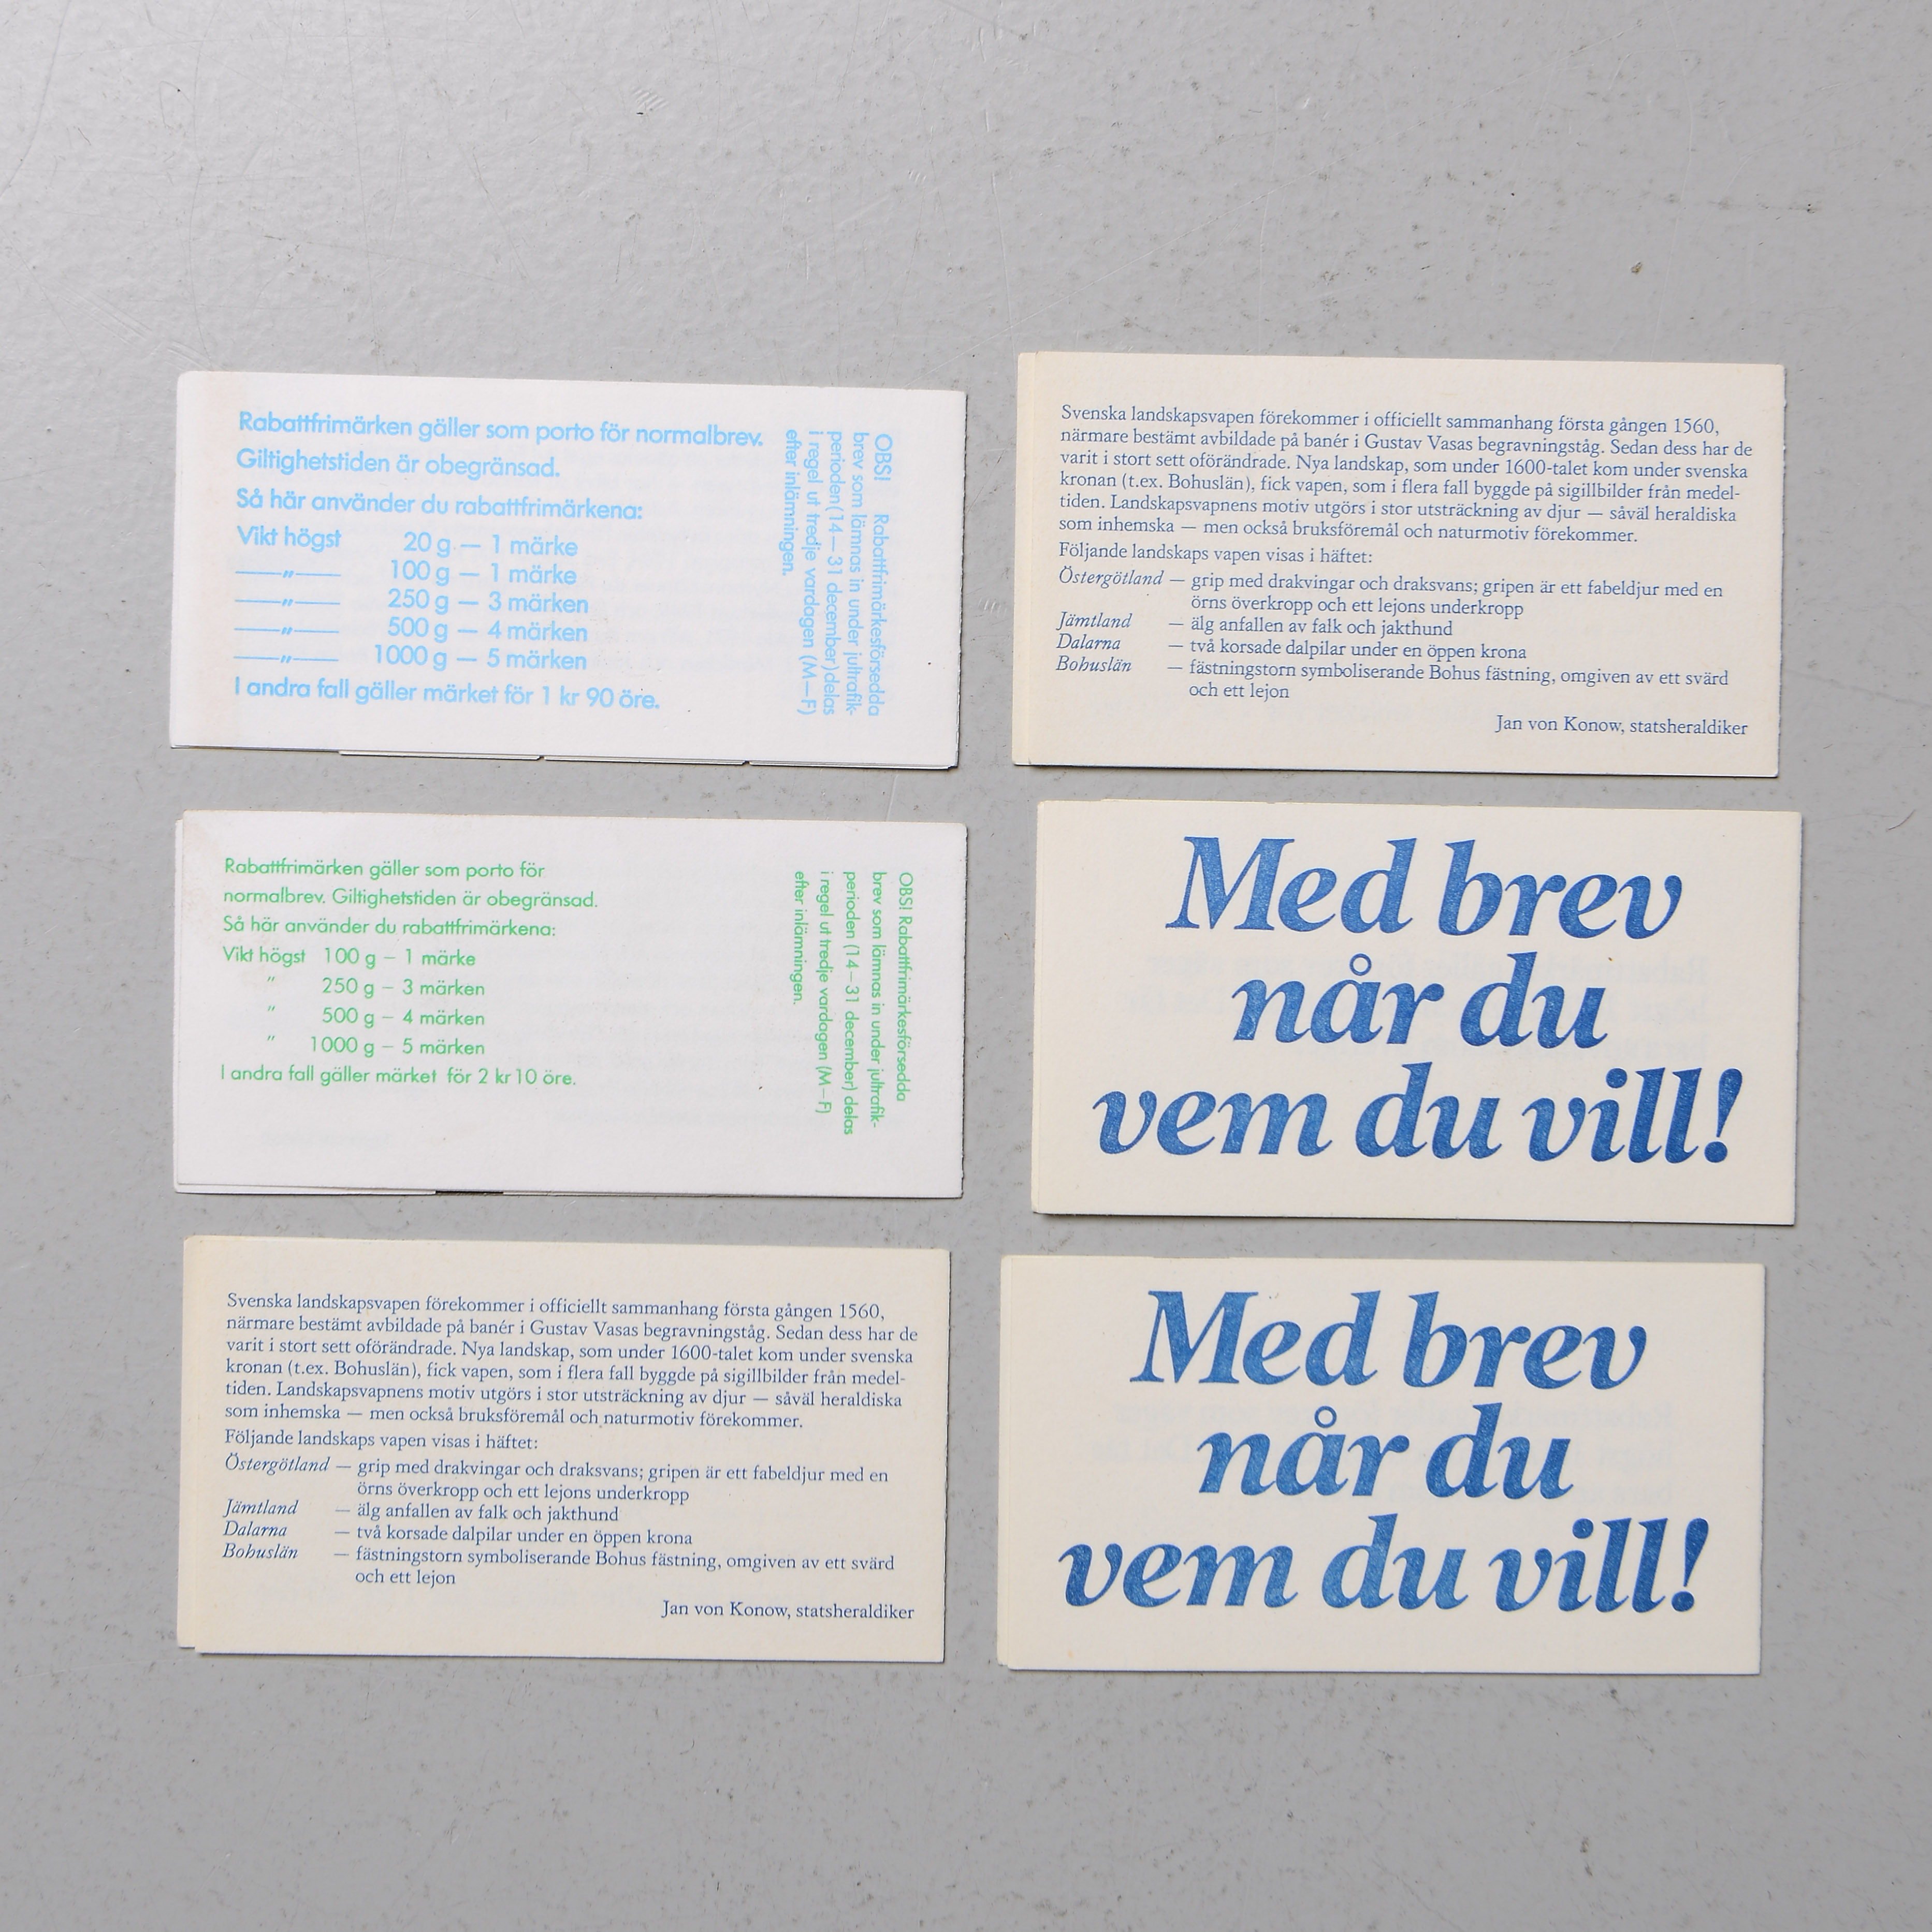 Rabattfrimärken gäller som porto för normalbrev.
Giltighetstiden är obegränsad.
Så här använder du rabattfrimärkena:
Vikt högst 20 g — 1 märke
—〃— 100 g — 1 märke
—〃— 250 g — 3 märken
—〃— 500 g — 4 märken
—〃— 1000 g — 5 märken
I andra fall gäller märket för 1 kr 90 öre.
OBS! Rabattfrimärkesförsedda
brev som lämnas in under jultrafik-
perioden (14—31 december) delas
i regel ut tredje vardagen (M—F)
efter inlämningen.
Svenska landskapsvapen förekommer i officiellt sammanhang första gången 1560,
närmare bestämt avbildade på banér i Gustav Vasas begravningståg. Sedan dess har de
varit i stort sett oförändrade. Nya landskap, som under 1600-talet kom under svenska
kronan (t.ex. Bohuslän), fick vapen, som i flera fall byggde på sigillbilder från medel-
tiden. Landskapsvapnens motiv utgörs i stor utsträckning av djur — såväl heraldiska
som inhemska — men också bruksföremål och naturmotiv förekommer.
Följande landskaps vapen visas i häftet:
Östergötland — grip med drakvingar och draksvans; gripen är ett fabeldjur med en
örns överkropp och ett lejons underkropp
Jämtland — älg anfallen av falk och jakthund
Dalarna — två korsade dalpilar under en öppen krona
Bohuslän — fästningstorn symboliserande Bohus fästning, omgiven av ett svärd
och ett lejon
Jan von Konow, statsheraldiker
Rabattfrimärken gäller som porto för
normalbrev. Giltighetstiden är obegränsad.
Så här använder du rabattfrimärkena:
Vikt högst 100 g – 1 märke
〃 250 g – 3 märken
〃 500 g – 4 märken
〃 1000 g – 5 märken
I andra fall gäller märket för 2 kr 10 öre.
OBS! Rabattfrimärkesförsedda
brev som lämnas in under jultrafik-
perioden (14–31 december) delas
i regel ut tredje vardagen (M–F)
efter inlämningen.
Med brev
når du
vem du vill!
Svenska landskapsvapen förekommer i officiellt sammanhang första gången 1560,
närmare bestämt avbildade på banér i Gustav Vasas begravningståg. Sedan dess har de
varit i stort sett oförändrade. Nya landskap, som under 1600-talet kom under svenska
kronan (t.ex. Bohuslän), fick vapen, som i flera fall byggde på sigillbilder från medel-
tiden. Landskapsvapnens motiv utgörs i stor utsträckning av djur — såväl heraldiska
som inhemska — men också bruksföremål och naturmotiv förekommer.
Följande landskaps vapen visas i häftet:
Östergötland — grip med drakvingar och draksvans; gripen är ett fabeldjur med en
örns överkropp och ett lejons underkropp
Jämtland — älg anfallen av falk och jakthund
Dalarna — två korsade dalpilar under en öppen krona
Bohuslän — fästningstorn symboliserande Bohus fästning, omgiven av ett svärd
och ett lejon
Jan von Konow, statsheraldiker
Med brev
når du
vem du vill!